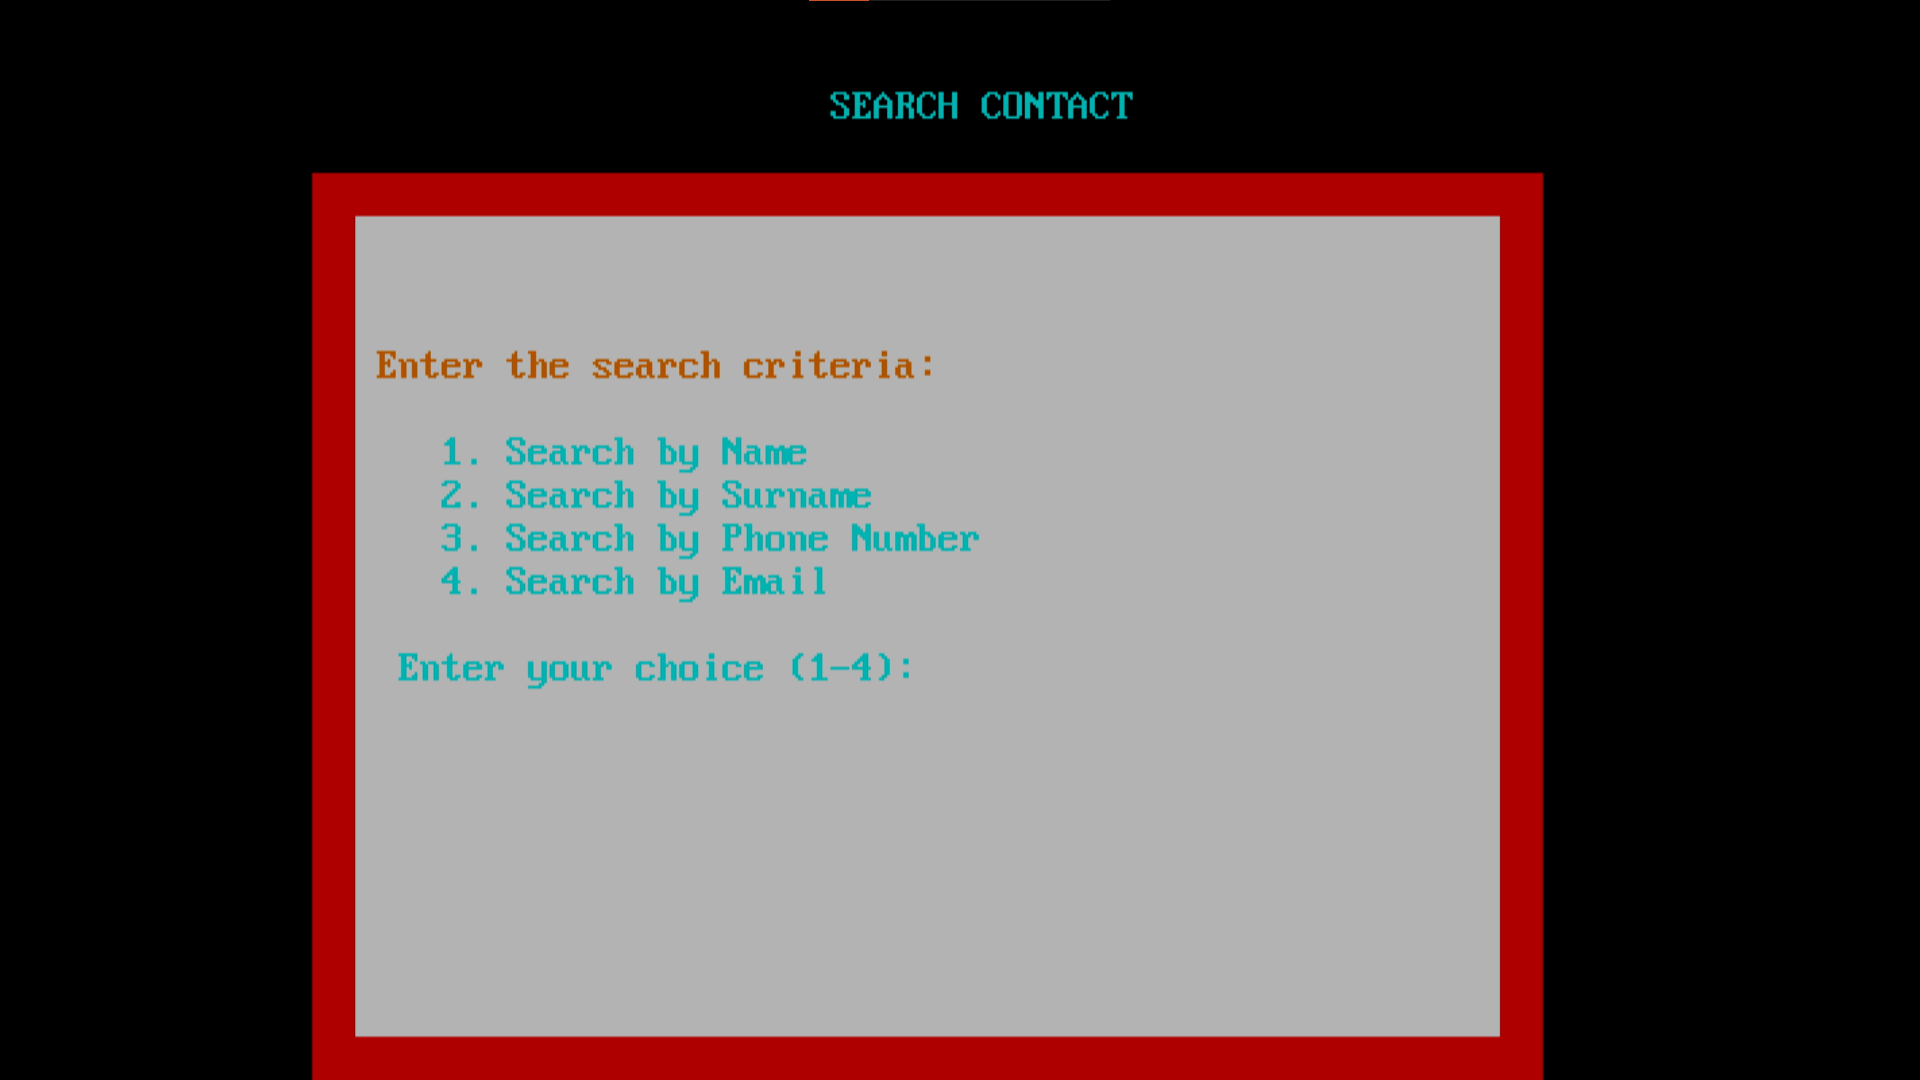 SEARCH CONTACT
Enter the search criteria:
1. Search by Name
2. Search by Surname
3. Search by Phone Number
4. Search by Email
Enter your choice (1-4):